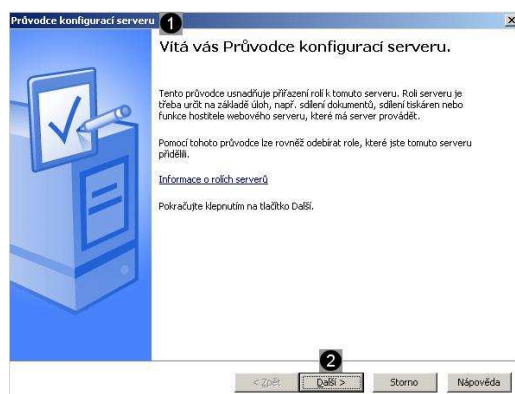 Průvodce konfigurací serveru 1
Vítá vás Průvodce konfigurací serveru.
Tento průvodce usnadňuje přiřazení rolí k tomuto serveru. Roli serveru je
třeba určit na základě úloh, např. sdílení dokumentů, sdílení tiskáren nebo
funkce hostitele webového serveru, které má server provádět.
Pomocí tohoto průvodce lze rovněž odebírat role, které jste tomuto serveru
přidělili.
Informace o rolích serverů
Pokračujte klepnutím na tlačítko Další.
2
< Zpět Další > Storno Nápověda